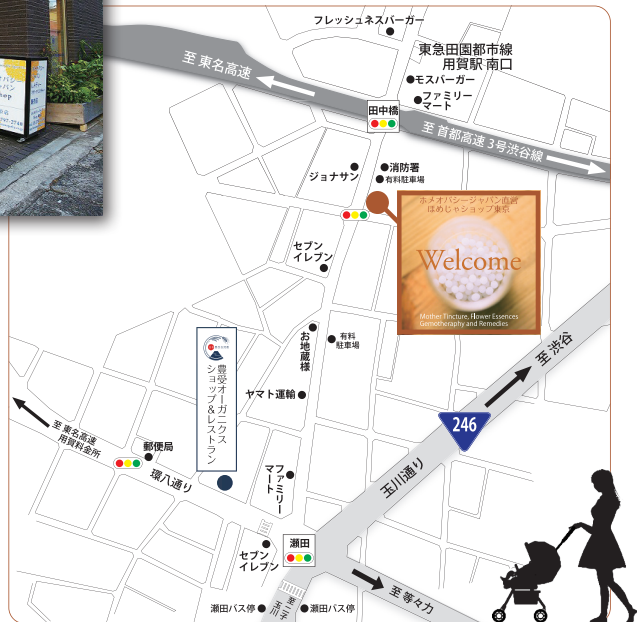 フレッシュネスバーガー
東急田園都市線
用賀駅 南口
モスバーガー
ファミリー
マート
至 東名高速
田中橋
至 首都高速 3号渋谷線
消防署
有料駐車場
ジョナサン
ホメオパシージャパン直営
ほめじゃショップ東京
Welcome
Mother Tincture, Flower Essences
Gemotheraphy and Remedies
セブン
イレブン
お地蔵様
有料
駐車場
ヤマト運輸
豊受オーガニクス
ショップ&レストラン
至 渋谷
246
玉川通り
至 東名高速
用賀料金所
郵便局
環八通り
ファミリー
マート
瀬田
セブン
イレブン
至 等々力
至 二子
玉川
瀬田バス停
瀬田バス停